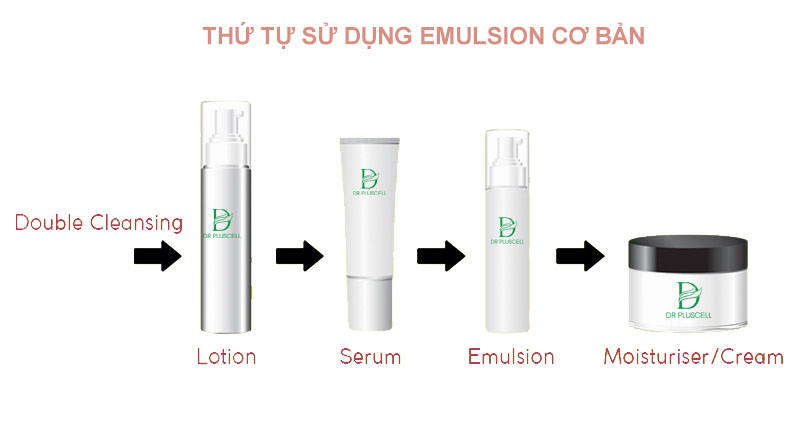 THỨ TỰ SỬ DỤNG EMULSION CƠ BẢN
Double Cleansing
DR PLUSCELL
DR PLUSCELL
DR PLUSCELL
DR PLUSCELL
Lotion
Serum
Emulsion
Moisturiser/Cream